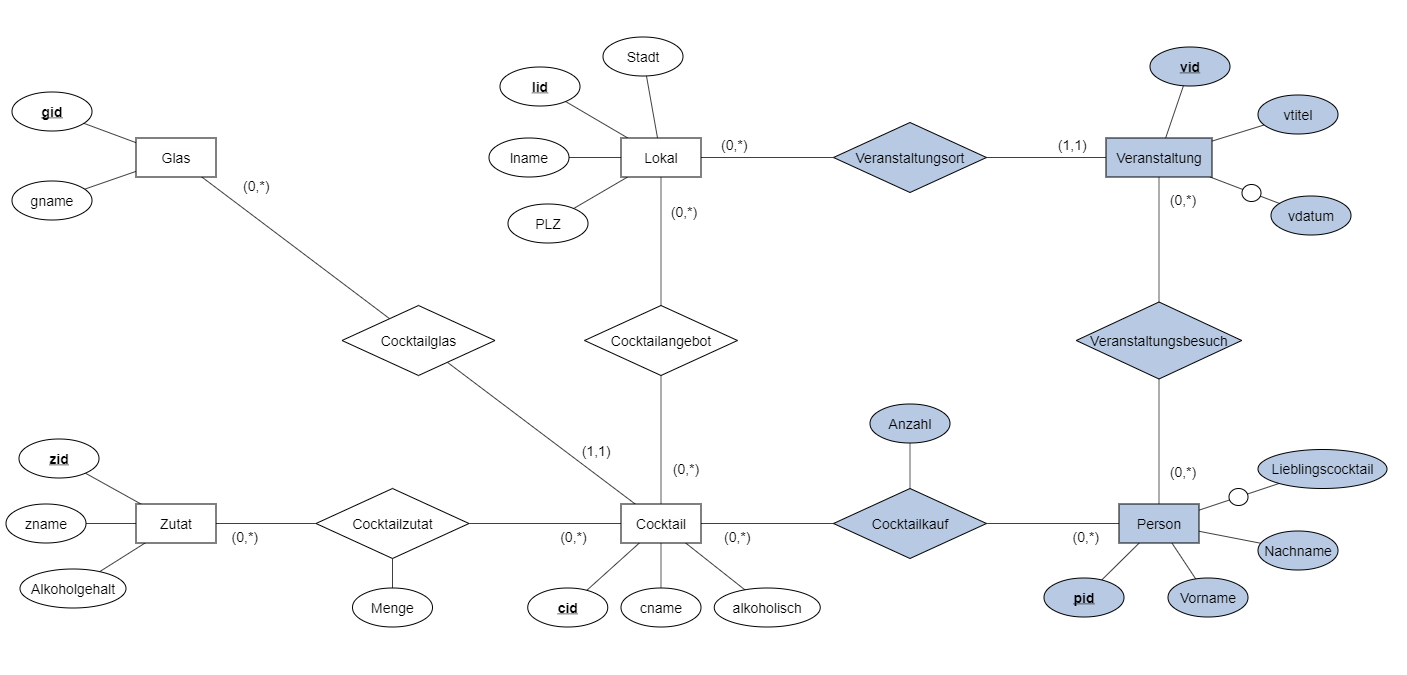 Stadt
vid
lid
gid
vtitel
Glas
lname
Lokal
(0,*)
Veranstaltungsort
(1,1)
Veranstaltung
(0,*)
gname
PLZ
(0,*)
(0,*)
vdatum
Cocktailglas
Cocktailangebot
Veranstaltungsbesuch
Anzahl
(1,1)
zid
(0,*)
(0,*)
Lieblingscocktail
zname
Zutat
(0,*)
Cocktailzutat
(0,*)
Cocktail
(0,*)
Cocktailkauf
(0,*)
Person
Nachname
Alkoholgehalt
Menge
cid
cname
alkoholisch
pid
Vorname